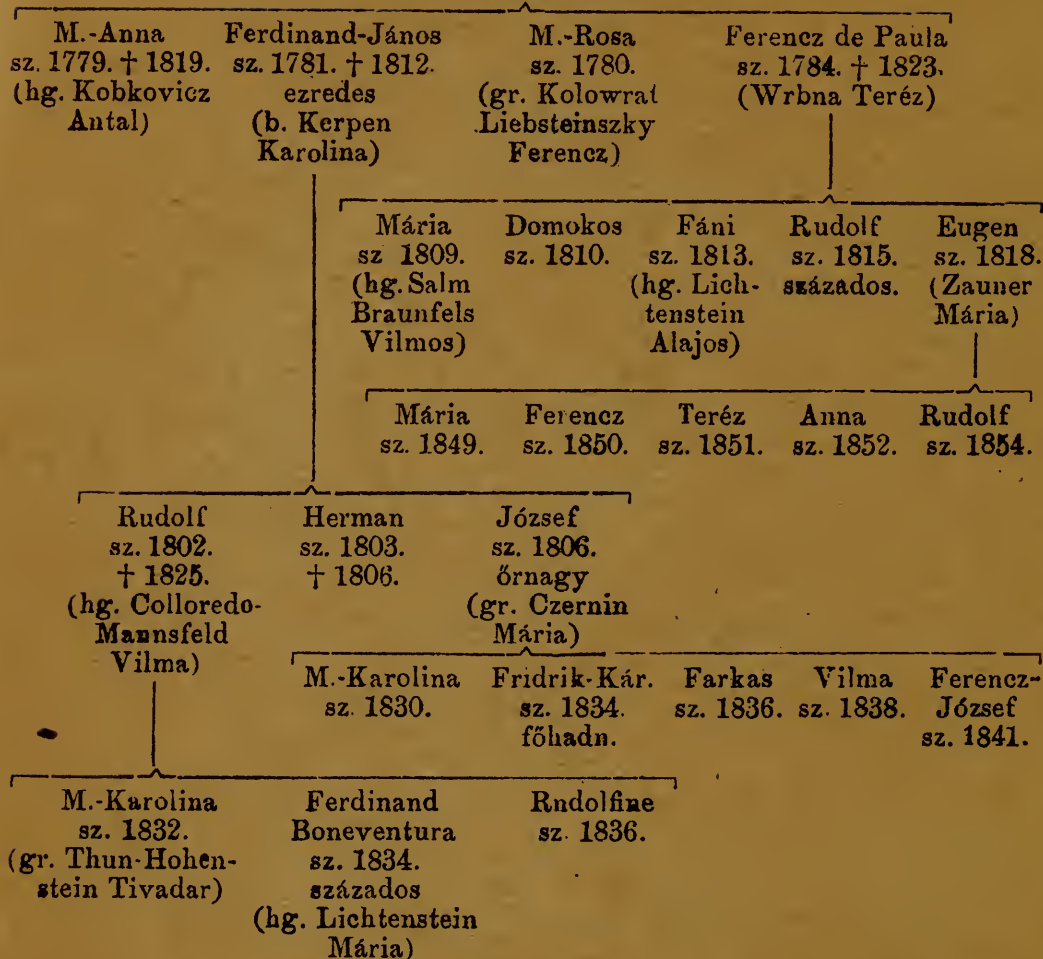 M.-Anna Ferdinand-János M.-Rosa Ferencz de Paula
sz. 1779. † 1819. sz. 1781. † 1812. sz. 1780. sz. 1784. † 1823.
(hg. Kobkovicz ezredes (gr. Kolowrat (Wrbna Teréz)
Antal) (b. Kerpen Liebsteinszky
Karolina) Ferencz)
Mária Domokos Fáni Rudolf Eugen
sz 1809. sz. 1810. sz. 1813. sz. 1815. sz. 1818.
(hg. Salm (hg. Lich- százados. (Zauner
Braunfels tenstein Mária)
Vilmos) Alajos)
Mária Ferencz Teréz Anna Rudolf
sz. 1849. sz. 1850. sz. 1851. sz. 1852. sz. 1854.
Rudolf Herman József
sz. 1802. sz. 1803. sz. 1806.
† 1825. † 1806. őrnagy
(hg. Colloredo- (gr. Czernin
Mannsfeld Mária)
Vilma)
M.-Karolina Fridrik-Kár. Farkas Vilma Ferencz-
sz. 1830. sz. 1834. sz. 1836. sz. 1838. József
főhadn. sz. 1841.
M.-Karolina Ferdinand Rndolfine
sz. 1832. Boneventura sz. 1836.
(gr. Thun-Hohen- sz. 1834.
stein Tivadar) százados
(hg. Lichtenstein
Mária)